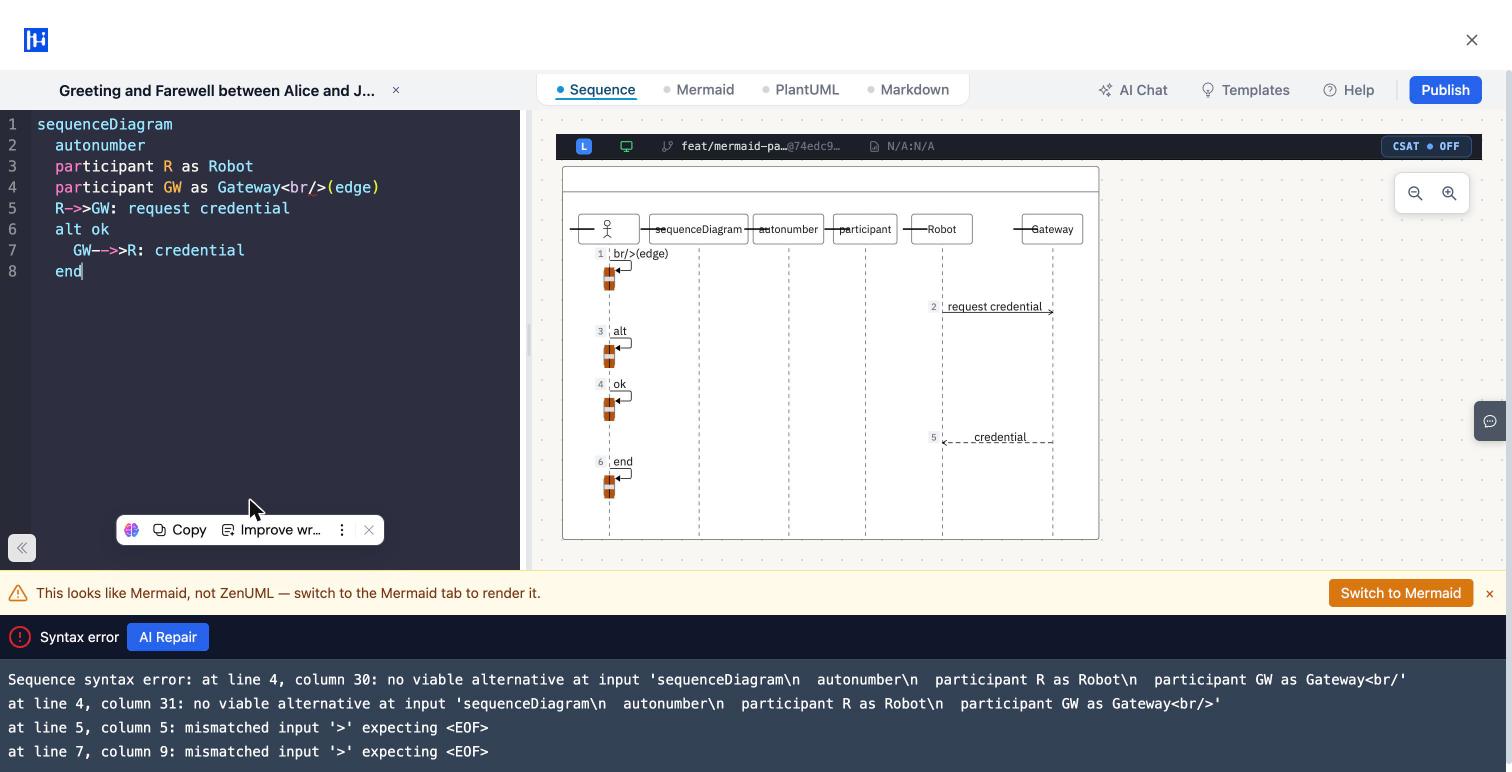 Greeting and Farewell between Alice and J... ×
Sequence
Mermaid
PlantUML
Markdown
AI Chat
Templates
Help
Publish
1 sequenceDiagram
2 autonumber
3 participant R as Robot
4 participant GW as Gateway<br/>(edge)
5 R->>GW: request credential
6 alt ok
7 GW-->>R: credential
8 end
L
feat/mermaid-pa…@74edc9…
N/A:N/A
CSAT ● OFF
sequenceDiagram
autonumber
participant
Robot
Gateway
1 br/>(edge)
2 request credential
3 alt
4 ok
5 credential
6 end
Copy
Improve wr...
This looks like Mermaid, not ZenUML — switch to the Mermaid tab to render it.
Switch to Mermaid ×
Syntax error
AI Repair
Sequence syntax error: at line 4, column 30: no viable alternative at input 'sequenceDiagram\n  autonumber\n  participant R as Robot\n  participant GW as Gateway<br/'
at line 4, column 31: no viable alternative at input 'sequenceDiagram\n  autonumber\n  participant R as Robot\n  participant GW as Gateway<br/>'
at line 5, column 5: mismatched input '>' expecting <EOF>
at line 7, column 9: mismatched input '>' expecting <EOF>